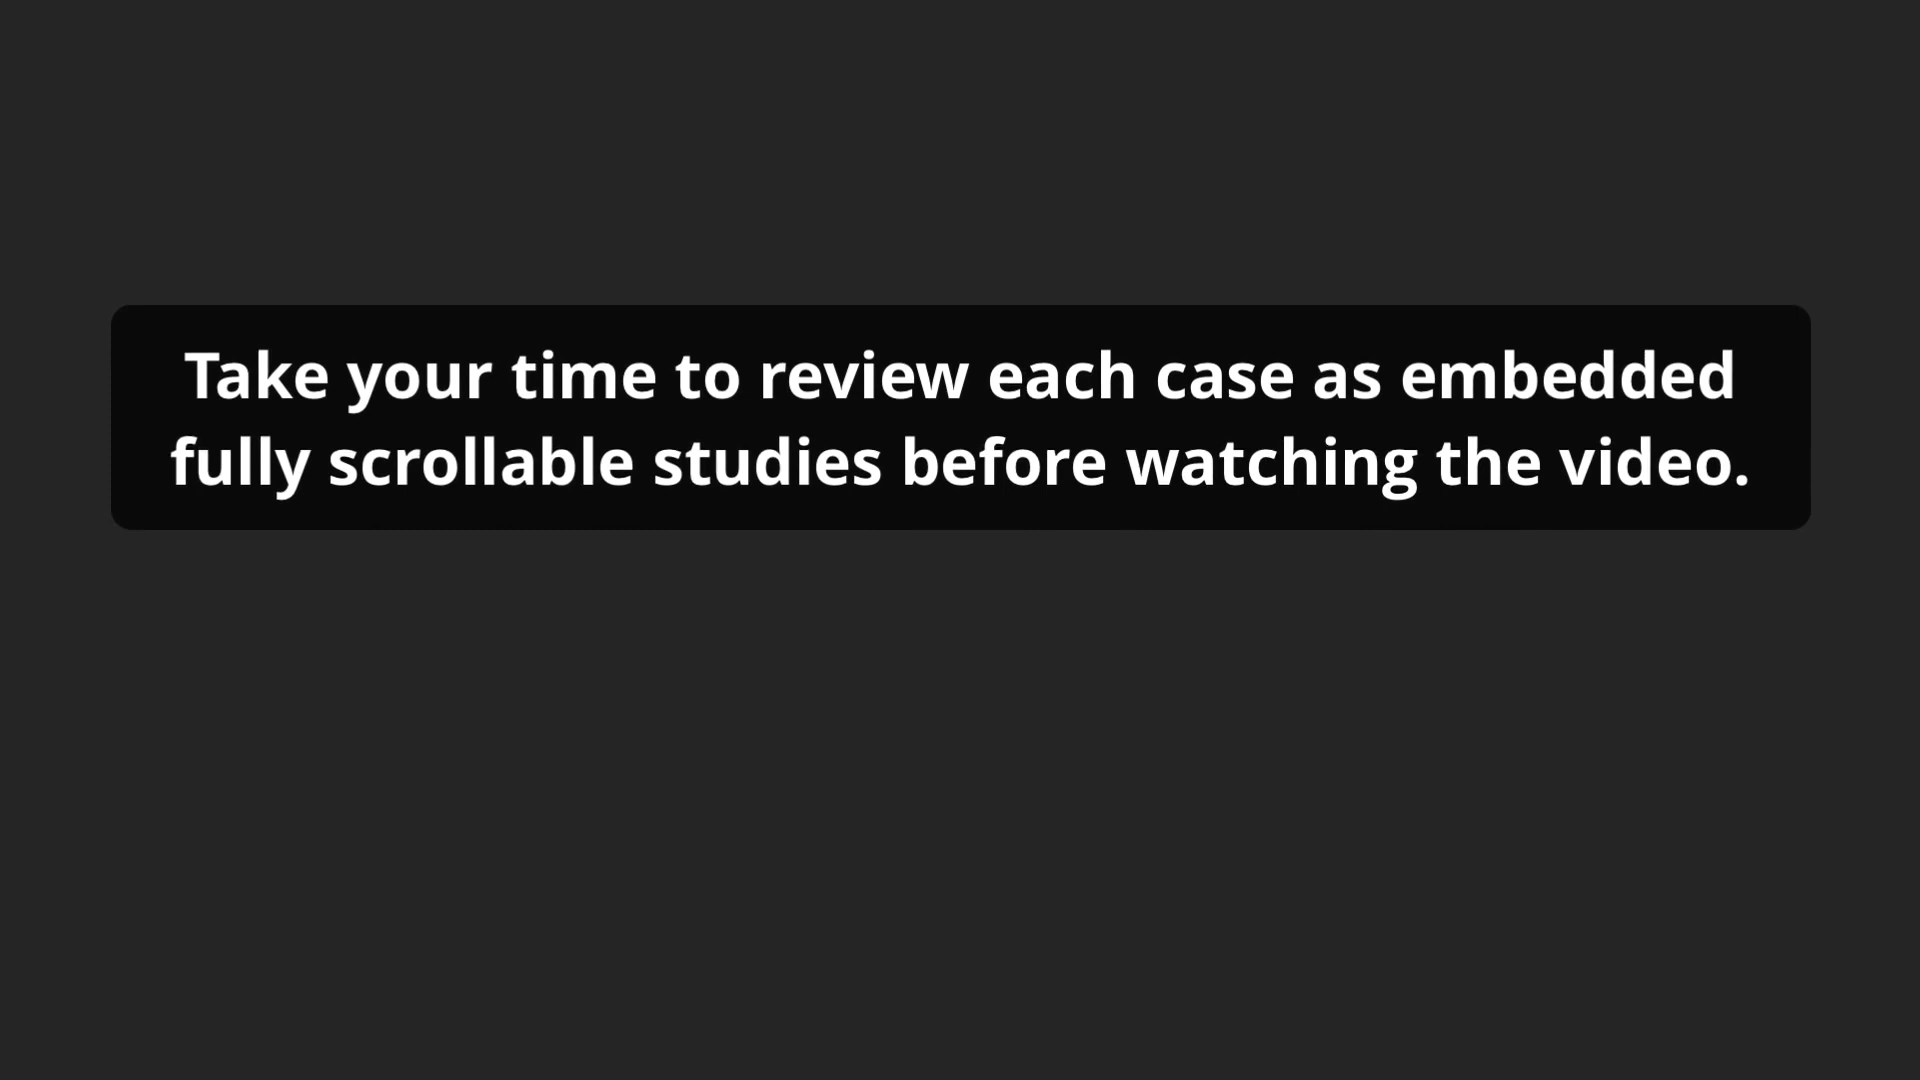 Take your time to review each case as embedded
fully scrollable studies before watching the video.